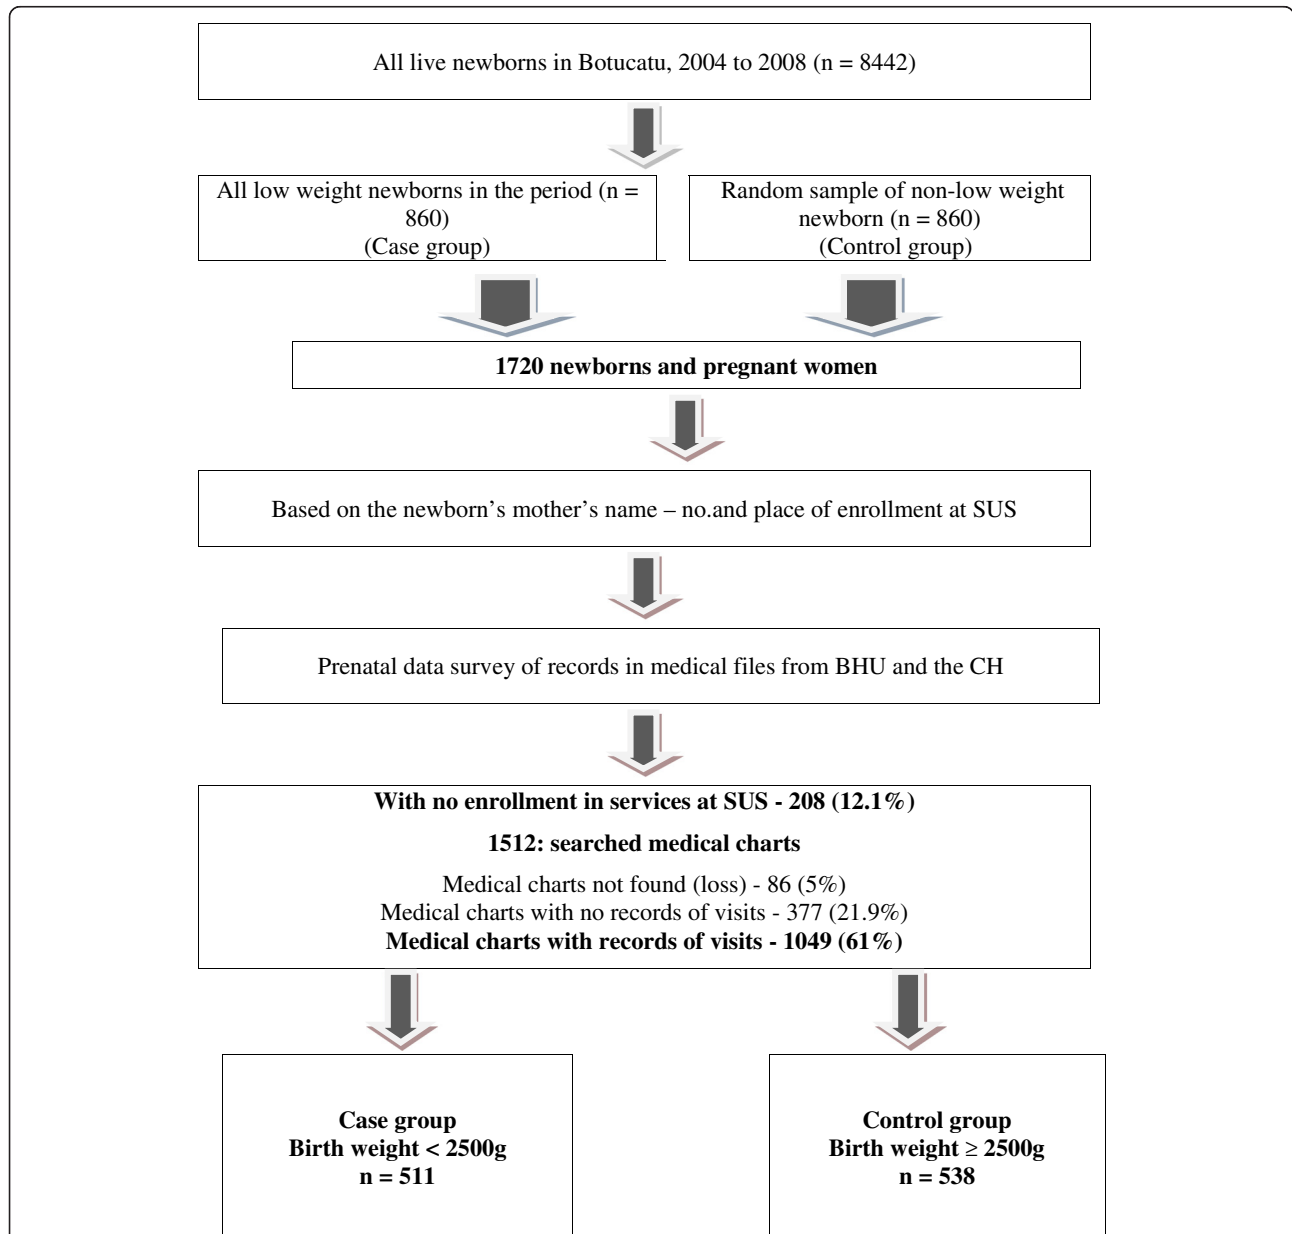 All live newborns in Botucatu, 2004 to 2008 (n = 8442)
All low weight newborns in the period (n =
860)
(Case group)
Random sample of non-low weight
newborn (n = 860)
(Control group)
1720 newborns and pregnant women
Based on the newborn’s mother’s name – no.and place of enrollment at SUS
Prenatal data survey of records in medical files from BHU and the CH
With no enrollment in services at SUS - 208 (12.1%)
1512: searched medical charts
Medical charts not found (loss) - 86 (5%)
Medical charts with no records of visits - 377 (21.9%)
Medical charts with records of visits - 1049 (61%)
Case group
Birth weight < 2500g
n = 511
Control group
Birth weight ≥ 2500g
n = 538